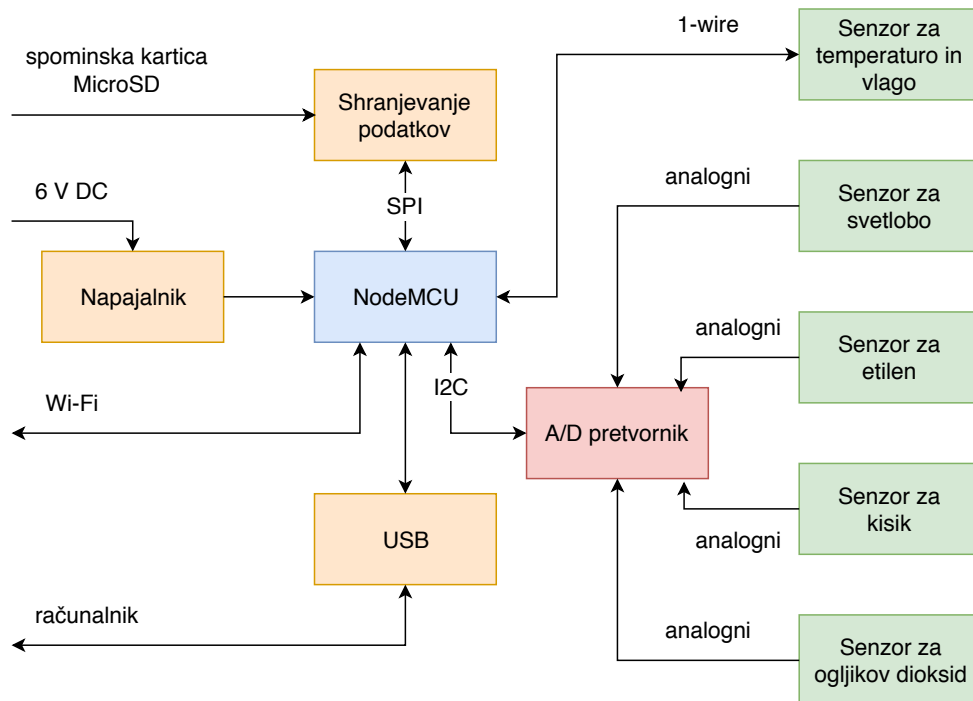 spominska kartica
MicroSD
Shranjevanje
podatkov
1-wire
Senzor za
temperaturo in
vlago
6 V DC
SPI
analogni
Senzor za
svetlobo
Napajalnik
NodeMCU
analogni
Senzor za
etilen
Wi-Fi
I2C
A/D pretvornik
USB
analogni
Senzor za
kisik
računalnik
analogni
Senzor za
ogljikov dioksid